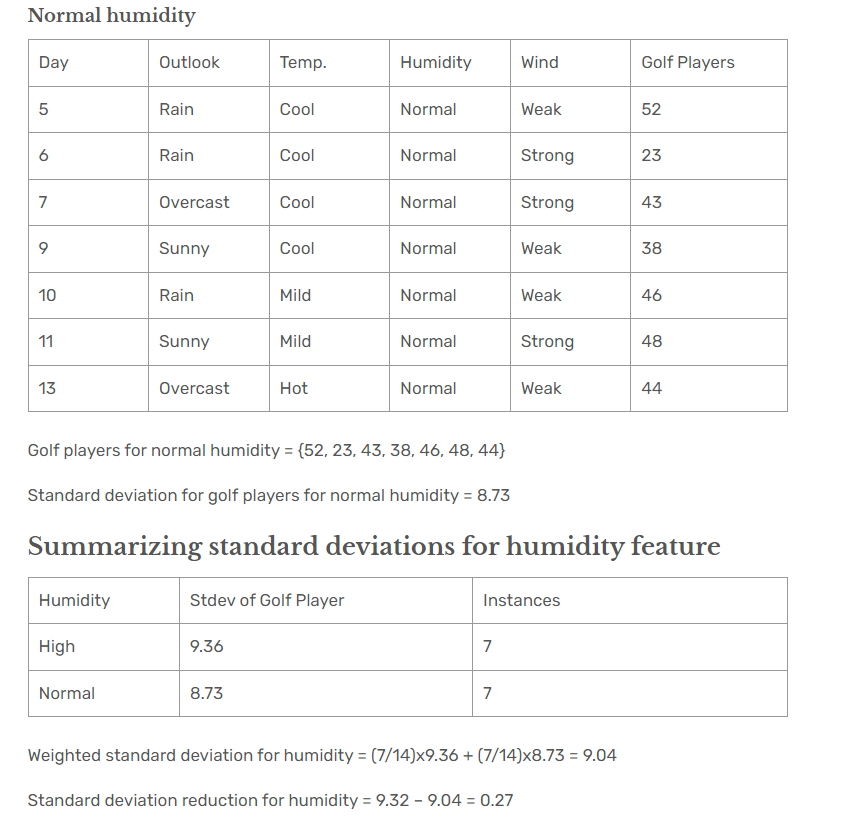 Normal humidity
Day Outlook Temp. Humidity Wind Golf Players
5 Rain Cool Normal Weak 52
6 Rain Cool Normal Strong 23
7 Overcast Cool Normal Strong 43
9 Sunny Cool Normal Weak 38
10 Rain Mild Normal Weak 46
11 Sunny Mild Normal Strong 48
13 Overcast Hot Normal Weak 44
Golf players for normal humidity = {52, 23, 43, 38, 46, 48, 44}
Standard deviation for golf players for normal humidity = 8.73
Summarizing standard deviations for humidity feature
Humidity Stdev of Golf Player Instances
High 9.36 7
Normal 8.73 7
Weighted standard deviation for humidity = (7/14)x9.36 + (7/14)x8.73 = 9.04
Standard deviation reduction for humidity = 9.32 – 9.04 = 0.27